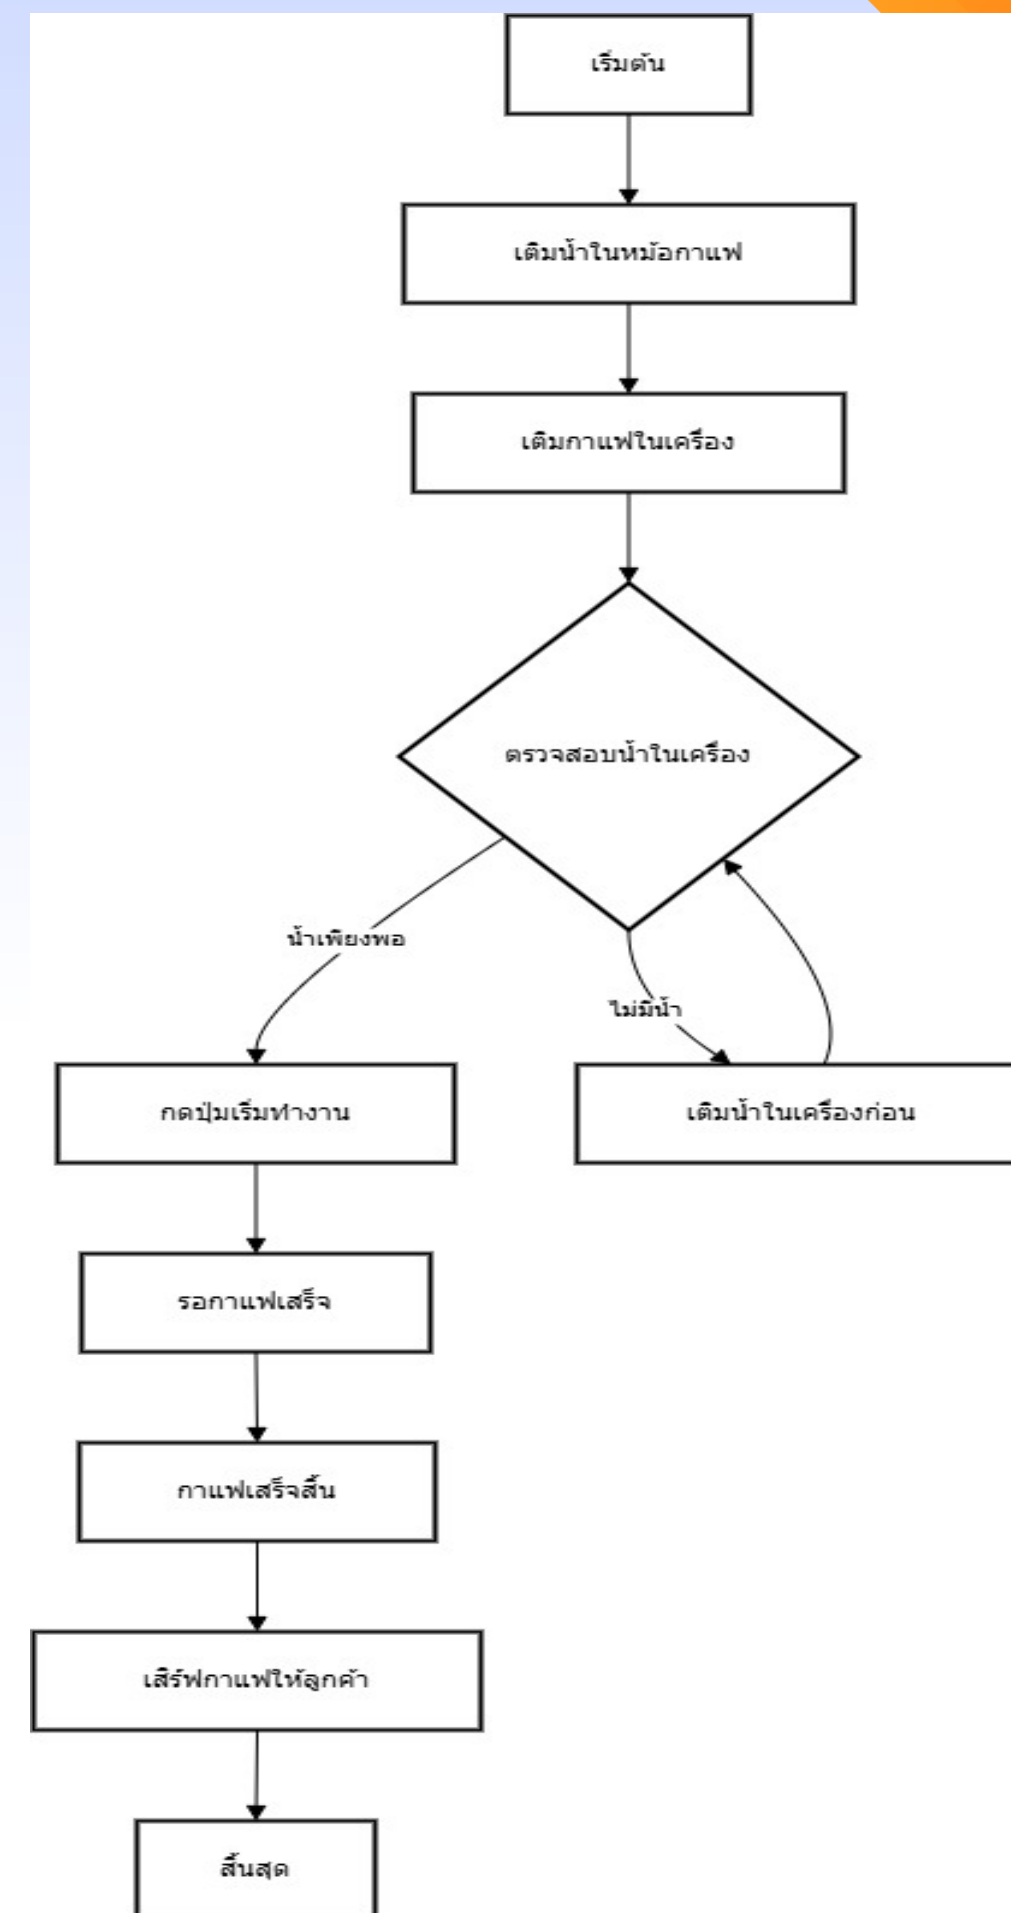 เริ่มต้น
เติมน้ำในหม้อกาแฟ
เติมกาแฟในเครื่อง
ตรวจสอบน้ำในเครื่อง
น้ำเพียงพอ
ไม่มีน้ำ
กดปุ่มเริ่มทำงาน
เติมน้ำในเครื่องก่อน
รอกาแฟเสร็จ
กาแฟเสร็จสิ้น
เสิร์ฟกาแฟให้ลูกค้า
สิ้นสุด